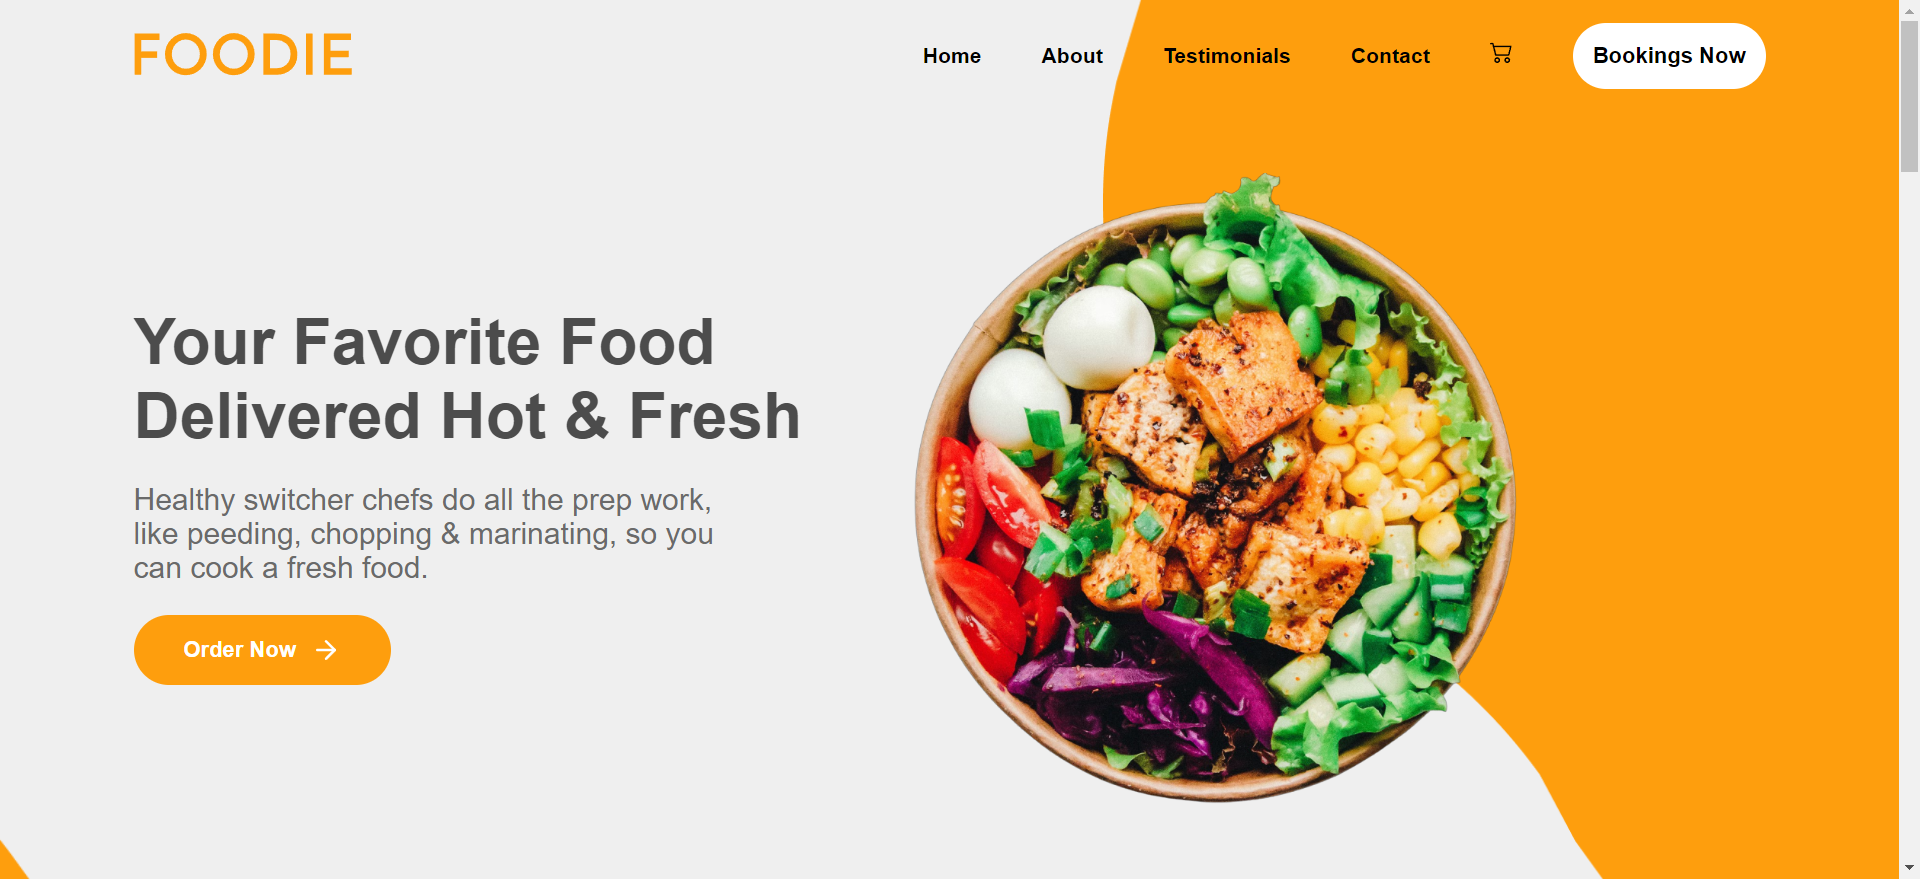 FOODIE
Home
About
Testimonials
Contact
Bookings Now
Your Favorite Food
Delivered Hot & Fresh
Healthy switcher chefs do all the prep work,
like peeding, chopping & marinating, so you
can cook a fresh food.
Order Now